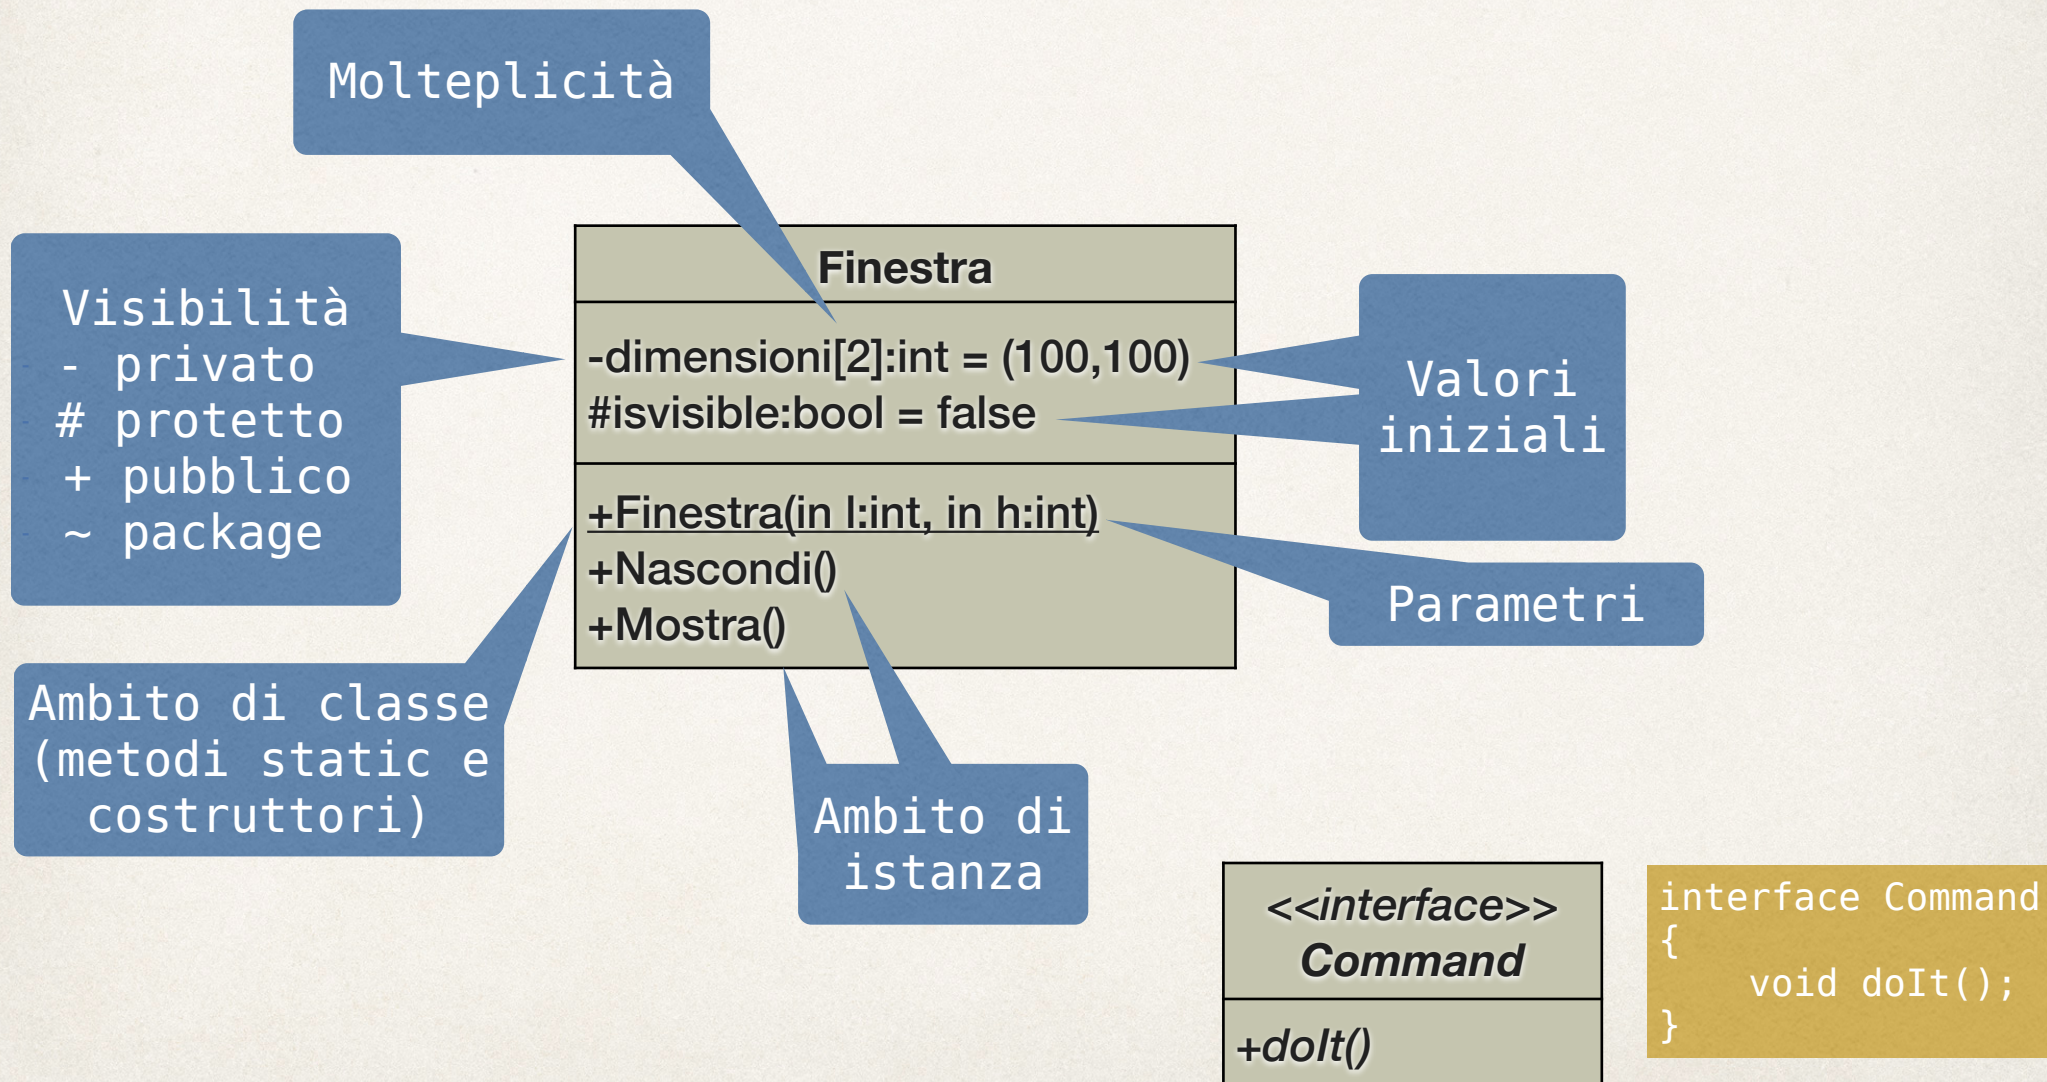 Molteplicità
Visibilità
- privato
# protetto
+ pubblico
~ package
Finestra
-dimensioni[2]:int = (100,100)
#isvisible:bool = false
+Finestra(in l:int, in h:int)
+Nascondi()
+Mostra()
Valori
iniziali
Parametri
Ambito di classe
(metodi static e
costruttori)
Ambito di
istanza
<<interface>>
Command
+doIt()
interface Command
{
void doIt();
}